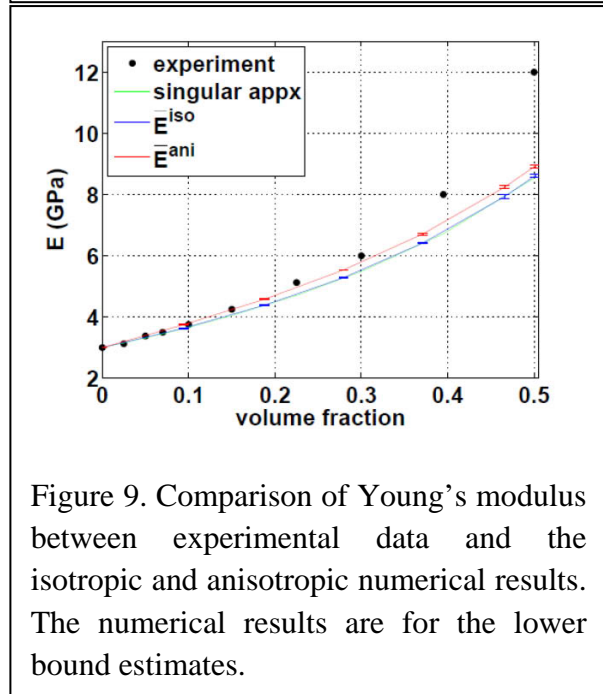 12
10
8
6
4
2
E (GPa)
experiment
singular appx
E̅ⁱˢᵒ
E̅ᵃⁿⁱ
0 0.1 0.2 0.3 0.4 0.5
volume fraction
Figure 9. Comparison of Young’s modulus
between experimental data and the
isotropic and anisotropic numerical results.
The numerical results are for the lower
bound estimates.